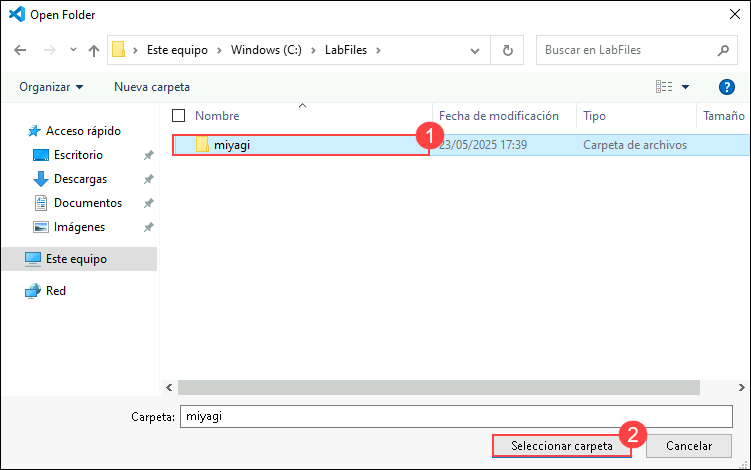 Open Folder
Este equipo > Windows (C:) > LabFiles >
Buscar en LabFiles
Organizar
Nueva carpeta
?
Nombre
Fecha de modificación
Tipo
Tamaño
Acceso rápido
Escritorio
Descargas
Documentos
Imágenes
Este equipo
Red
miyagi
1
23/05/2025 17:39
Carpeta de archivos
Carpeta:
miyagi
2
Seleccionar carpeta
Cancelar